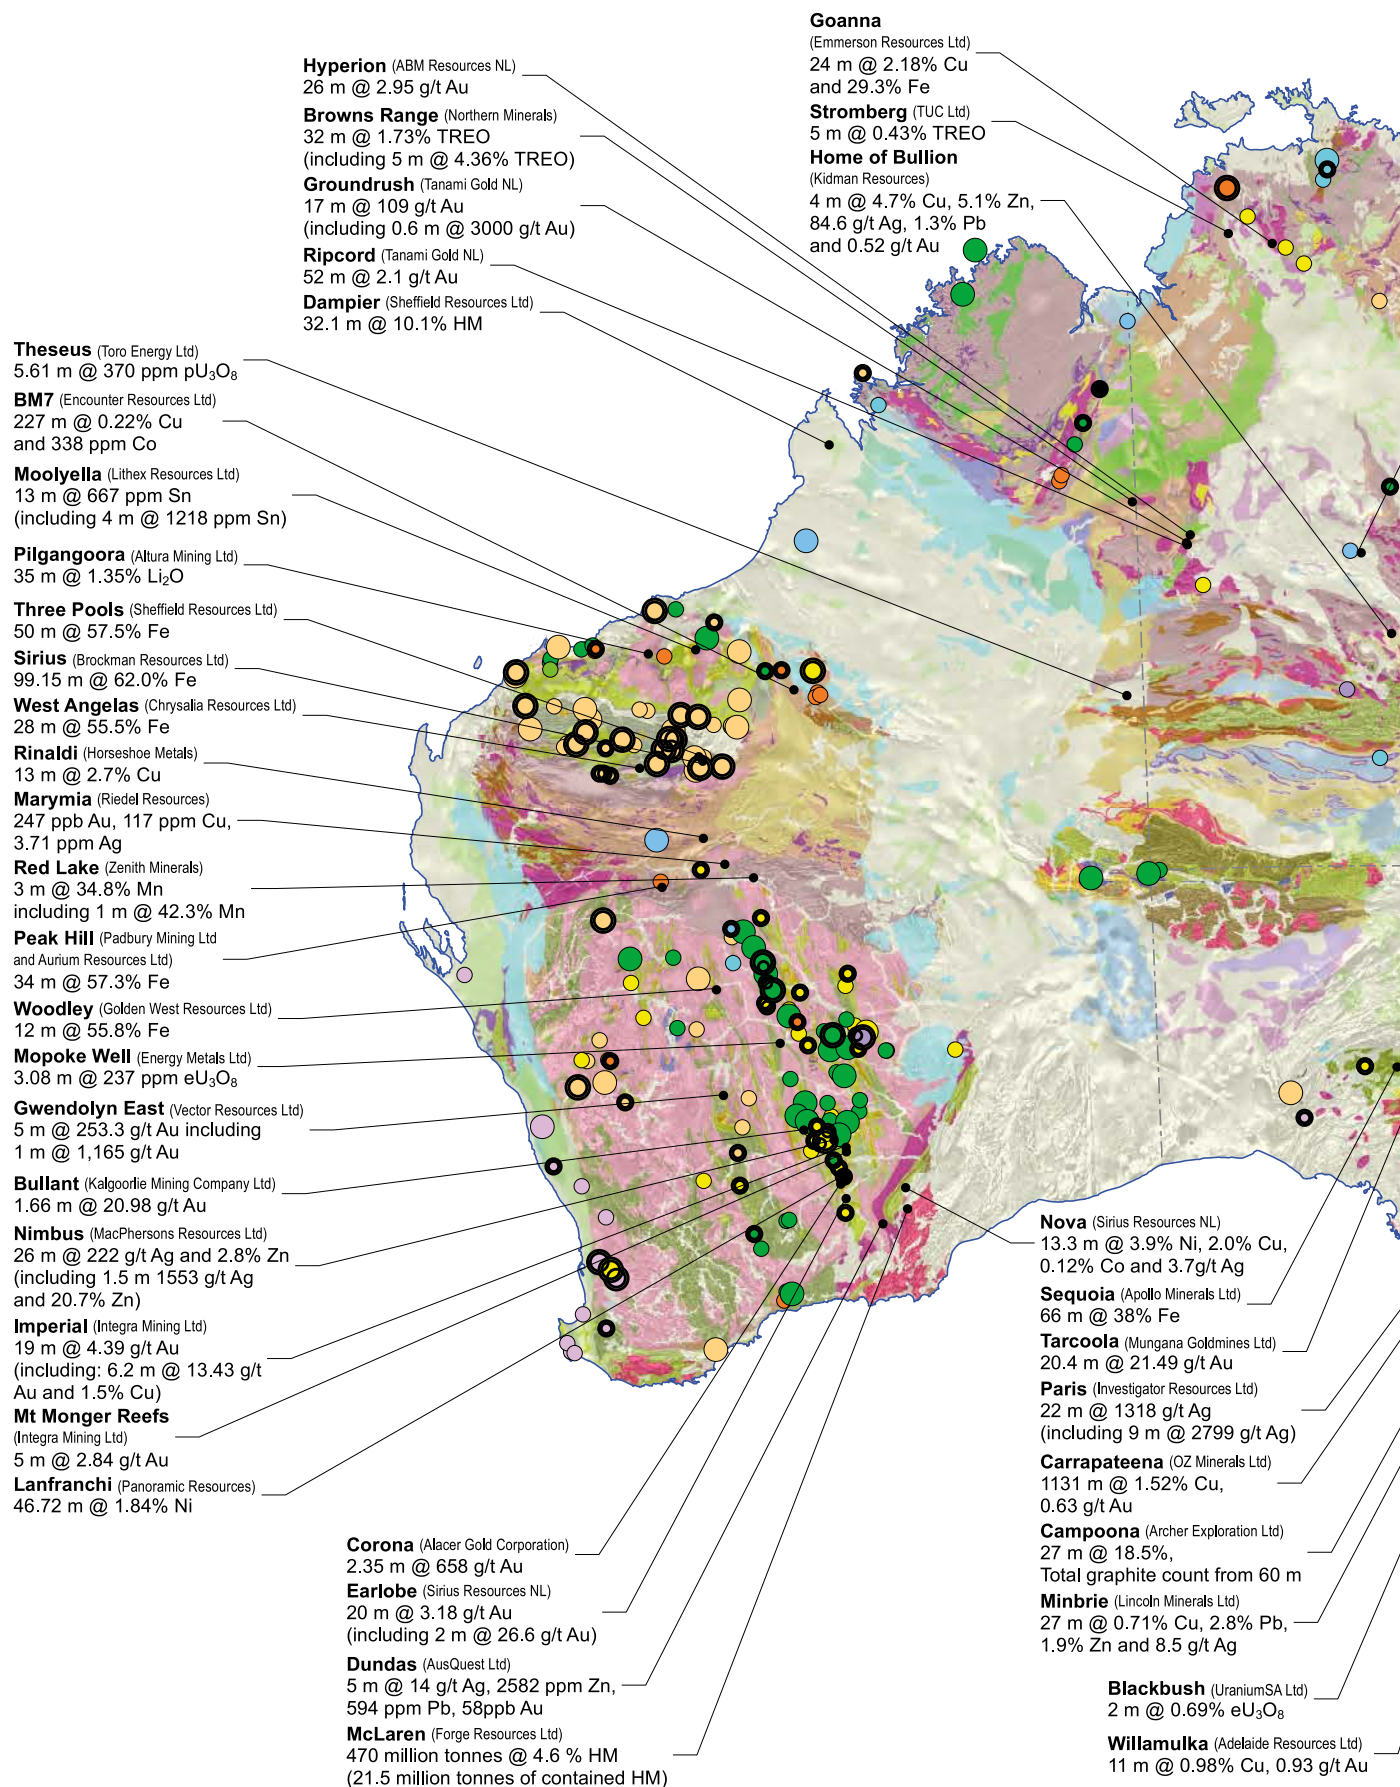 Goanna
(Emmerson Resources Ltd)
24 m @ 2.18% Cu
and 29.3% Fe
Stromberg (TUC Ltd)
5 m @ 0.43% TREO
Home of Bullion
(Kidman Resources)
4 m @ 4.7% Cu, 5.1% Zn,
84.6 g/t Ag, 1.3% Pb
and 0.52 g/t Au
Hyperion (ABM Resources NL)
26 m @ 2.95 g/t Au
Browns Range (Northern Minerals)
32 m @ 1.73% TREO
(including 5 m @ 4.36% TREO)
Groundrush (Tanami Gold NL)
17 m @ 109 g/t Au
(including 0.6 m @ 3000 g/t Au)
Ripcord (Tanami Gold NL)
52 m @ 2.1 g/t Au
Dampier (Sheffield Resources Ltd)
32.1 m @ 10.1% HM
Theseus (Toro Energy Ltd)
5.61 m @ 370 ppm pU₃O₈
BM7 (Encounter Resources Ltd)
227 m @ 0.22% Cu
and 338 ppm Co
Moolyella (Lithex Resources Ltd)
13 m @ 667 ppm Sn
(including 4 m @ 1218 ppm Sn)
Pilgangoora (Altura Mining Ltd)
35 m @ 1.35% Li₂O
Three Pools (Sheffield Resources Ltd)
50 m @ 57.5% Fe
Sirius (Brockman Resources Ltd)
99.15 m @ 62.0% Fe
West Angelas (Chrysalia Resources Ltd)
28 m @ 55.5% Fe
Rinaldi (Horseshoe Metals)
13 m @ 2.7% Cu
Marymia (Riedel Resources)
247 ppb Au, 117 ppm Cu,
3.71 ppm Ag
Red Lake (Zenith Minerals)
3 m @ 34.8% Mn
including 1 m @ 42.3% Mn
Peak Hill (Padbury Mining Ltd
and Aurium Resources Ltd)
34 m @ 57.3% Fe
Woodley (Golden West Resources Ltd)
12 m @ 55.8% Fe
Mopoke Well (Energy Metals Ltd)
3.08 m @ 237 ppm eU₃O₈
Gwendolyn East (Vector Resources Ltd)
5 m @ 253.3 g/t Au including
1 m @ 1,165 g/t Au
Bullant (Kalgoorlie Mining Company Ltd)
1.66 m @ 20.98 g/t Au
Nimbus (MacPhersons Resources Ltd)
26 m @ 222 g/t Ag and 2.8% Zn
(including 1.5 m 1553 g/t Ag
and 20.7% Zn)
Imperial (Integra Mining Ltd)
19 m @ 4.39 g/t Au
(including: 6.2 m @ 13.43 g/t
Au and 1.5% Cu)
Mt Monger Reefs
(Integra Mining Ltd)
5 m @ 2.84 g/t Au
Lanfranchi (Panoramic Resources)
46.72 m @ 1.84% Ni
Corona (Alacer Gold Corporation)
2.35 m @ 658 g/t Au
Earlobe (Sirius Resources NL)
20 m @ 3.18 g/t Au
(including 2 m @ 26.6 g/t Au)
Dundas (AusQuest Ltd)
5 m @ 14 g/t Ag, 2582 ppm Zn,
594 ppm Pb, 58ppb Au
McLaren (Forge Resources Ltd)
470 million tonnes @ 4.6 % HM
(21.5 million tonnes of contained HM)
Nova (Sirius Resources NL)
13.3 m @ 3.9% Ni, 2.0% Cu,
0.12% Co and 3.7g/t Ag
Sequoia (Apollo Minerals Ltd)
66 m @ 38% Fe
Tarcoola (Mungana Goldmines Ltd)
20.4 m @ 21.49 g/t Au
Paris (Investigator Resources Ltd)
22 m @ 1318 g/t Ag
(including 9 m @ 2799 g/t Ag)
Carrapateena (OZ Minerals Ltd)
1131 m @ 1.52% Cu,
0.63 g/t Au
Campoona (Archer Exploration Ltd)
27 m @ 18.5%,
Total graphite count from 60 m
Minbrie (Lincoln Minerals Ltd)
27 m @ 0.71% Cu, 2.8% Pb,
1.9% Zn and 8.5 g/t Ag
Blackbush (UraniumSA Ltd)
2 m @ 0.69% eU₃O₈
Willamulka (Adelaide Resources Ltd)
11 m @ 0.98% Cu, 0.93 g/t Au